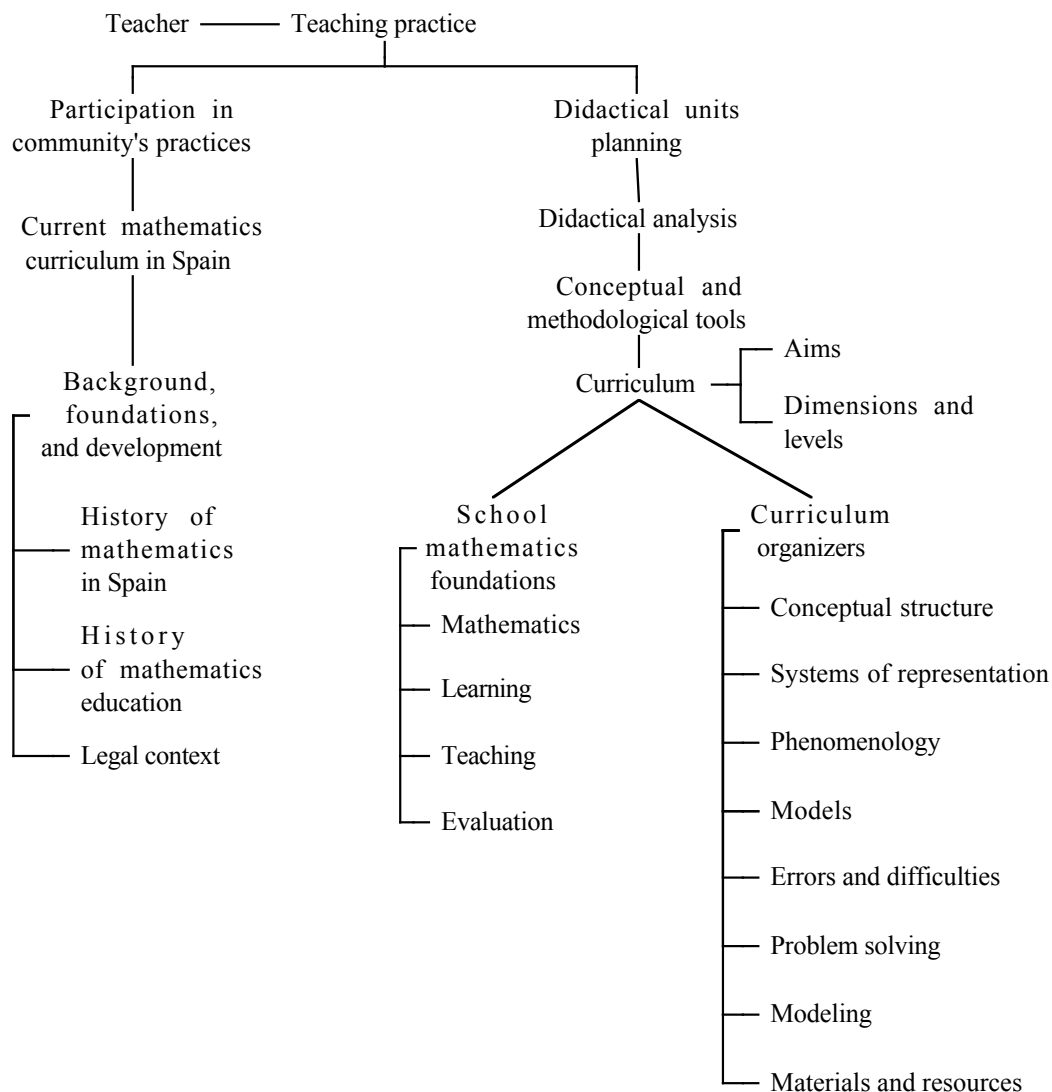 Teacher
Teaching practice
Participation in
community's practices
Current mathematics
curriculum in Spain
Background,
foundations,
and development
History of
mathematics
in Spain
History
of mathematics
education
Legal context
Didactical units
planning
Didactical analysis
Conceptual and
methodological tools
Curriculum
Aims
Dimensions and
levels
School
mathematics
foundations
Mathematics
Learning
Teaching
Evaluation
Curriculum
organizers
Conceptual structure
Systems of representation
Phenomenology
Models
Errors and difficulties
Problem solving
Modeling
Materials and resources